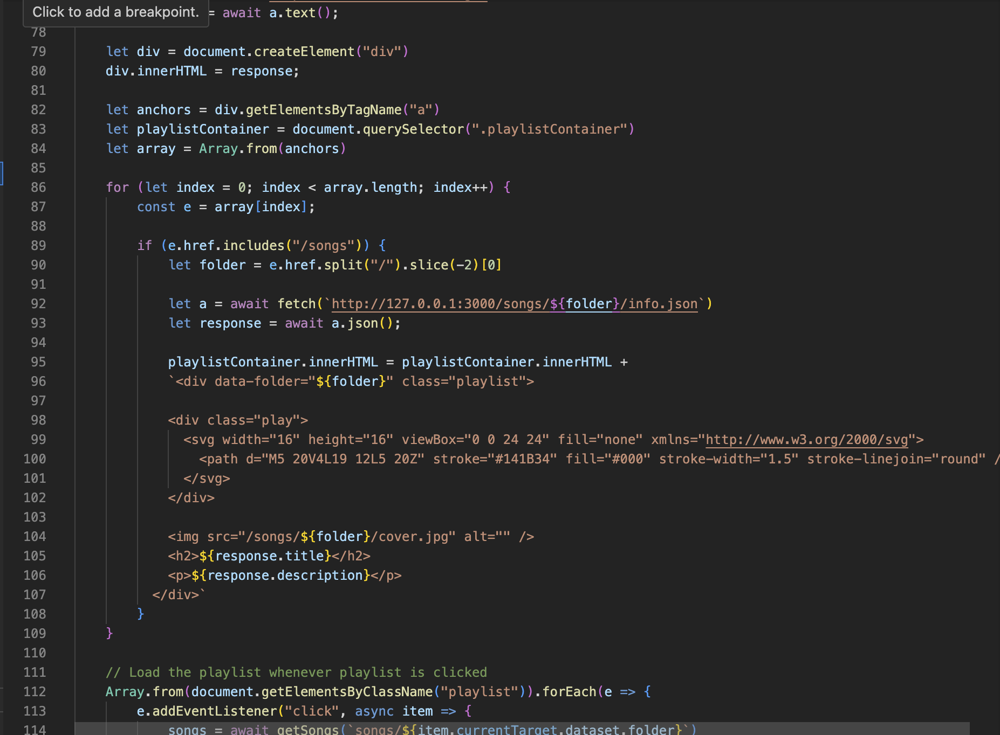 Click to add a breakpoint. = await a.text();
78
79 let div = document.createElement("div")
80 div.innerHTML = response;
81
82 let anchors = div.getElementsByTagName("a")
83 let playlistContainer = document.querySelector(".playlistContainer")
84 let array = Array.from(anchors)
85
86 for (let index = 0; index < array.length; index++) {
87 const e = array[index];
88
89 if (e.href.includes("/songs")) {
90 let folder = e.href.split("/").slice(-2)[0]
91
92 let a = await fetch(`http://127.0.0.1:3000/songs/${folder}/info.json`)
93 let response = await a.json();
94
95 playlistContainer.innerHTML = playlistContainer.innerHTML +
96 `<div data-folder="${folder}" class="playlist">
97
98 <div class="play">
99 <svg width="16" height="16" viewBox="0 0 24 24" fill="none" xmlns="http://www.w3.org/2000/svg">
100 <path d="M5 20V4L19 12L5 20Z" stroke="#141B34" fill="#000" stroke-width="1.5" stroke-linejoin="round" /
101 </svg>
102 </div>
103
104 <img src="/songs/${folder}/cover.jpg" alt="" />
105 <h2>${response.title}</h2>
106 <p>${response.description}</p>
107 </div>`
108 }
109 }
110
111 // Load the playlist whenever playlist is clicked
112 Array.from(document.getElementsByClassName("playlist")).forEach(e => {
113 e.addEventListener("click", async item => {
114 songs = await getSongs(`songs/${item.currentTarget.dataset.folder}`)